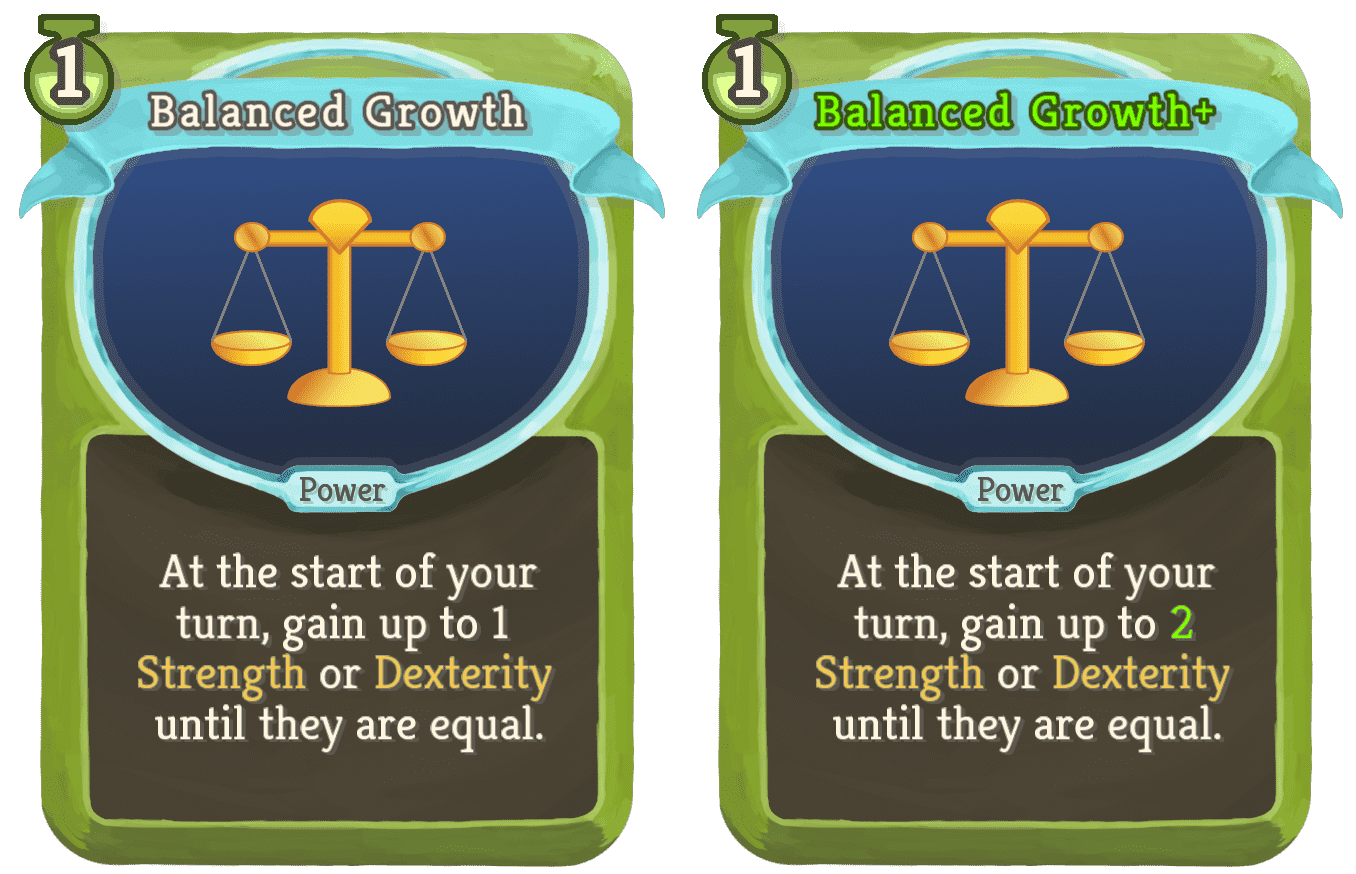 1
Balanced Growth
Power
At the start of your
turn, gain up to 1
Strength or Dexterity
until they are equal.
1
Balanced Growth+
Power
At the start of your
turn, gain up to 2
Strength or Dexterity
until they are equal.